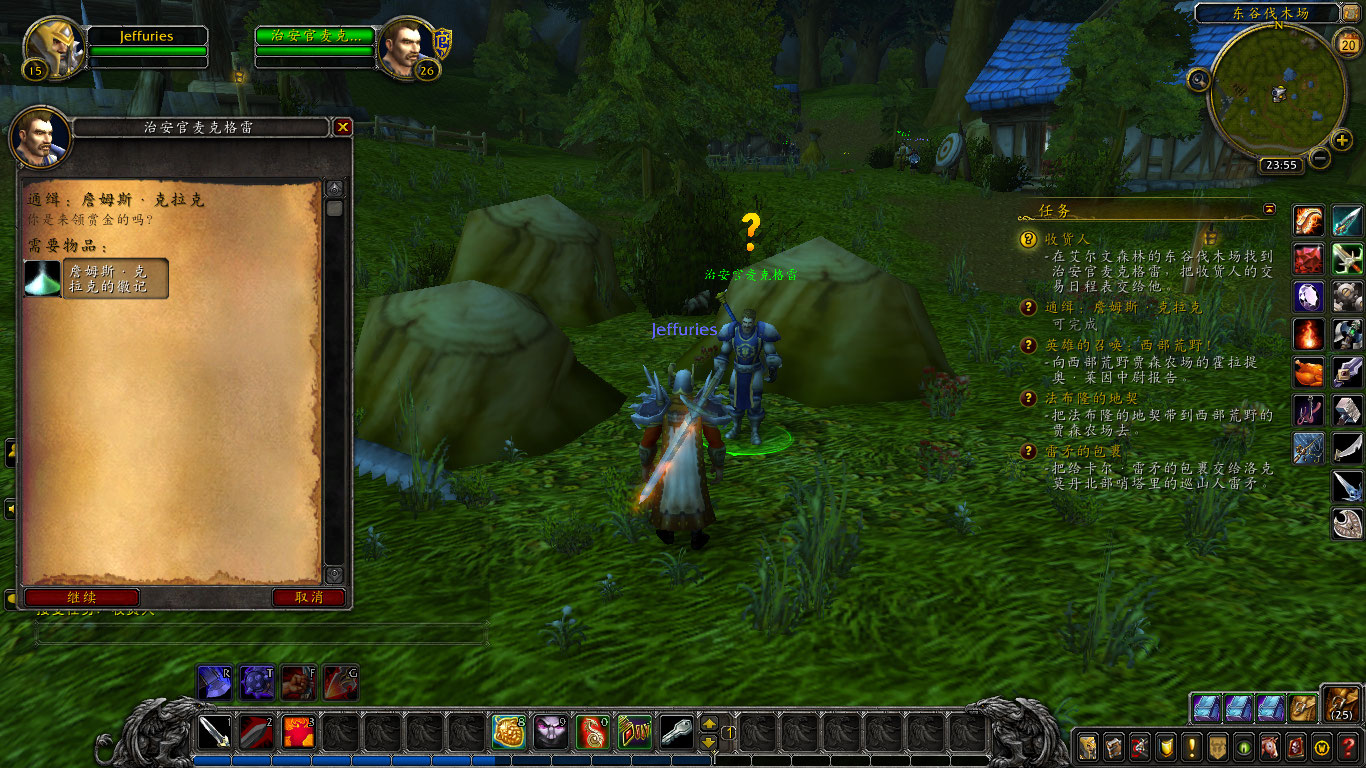 Jeffuries
15
治安官麦克...
26
东谷伐木场
N
20
23:55
治安官麦克格雷
通缉：詹姆斯·克拉克
你是来领赏金的吗？
需要物品：
詹姆斯·克
拉克的徽记
继续
取消
治安官麦克格雷
Jeffuries
任务
收货人
-在艾尔文森林的东谷伐木场找到
治安官麦克格雷，把收货人的交
易日程表交给他。
通缉：詹姆斯·克拉克
可完成
英雄的召唤：西部荒野！
-向西部荒野贾森农场的霍拉提
奥·莱因中尉报告。
法布隆的地契
-把法布隆的地契带到西部荒野的
贾森农场去。
雷矛的包裹
-把给卡尔·雷矛的包裹交给洛克
莫丹北部哨塔里的巡山人雷矛。
接受任务：收货人
R
T
F
G
2
3
8
9
0
1
(25)